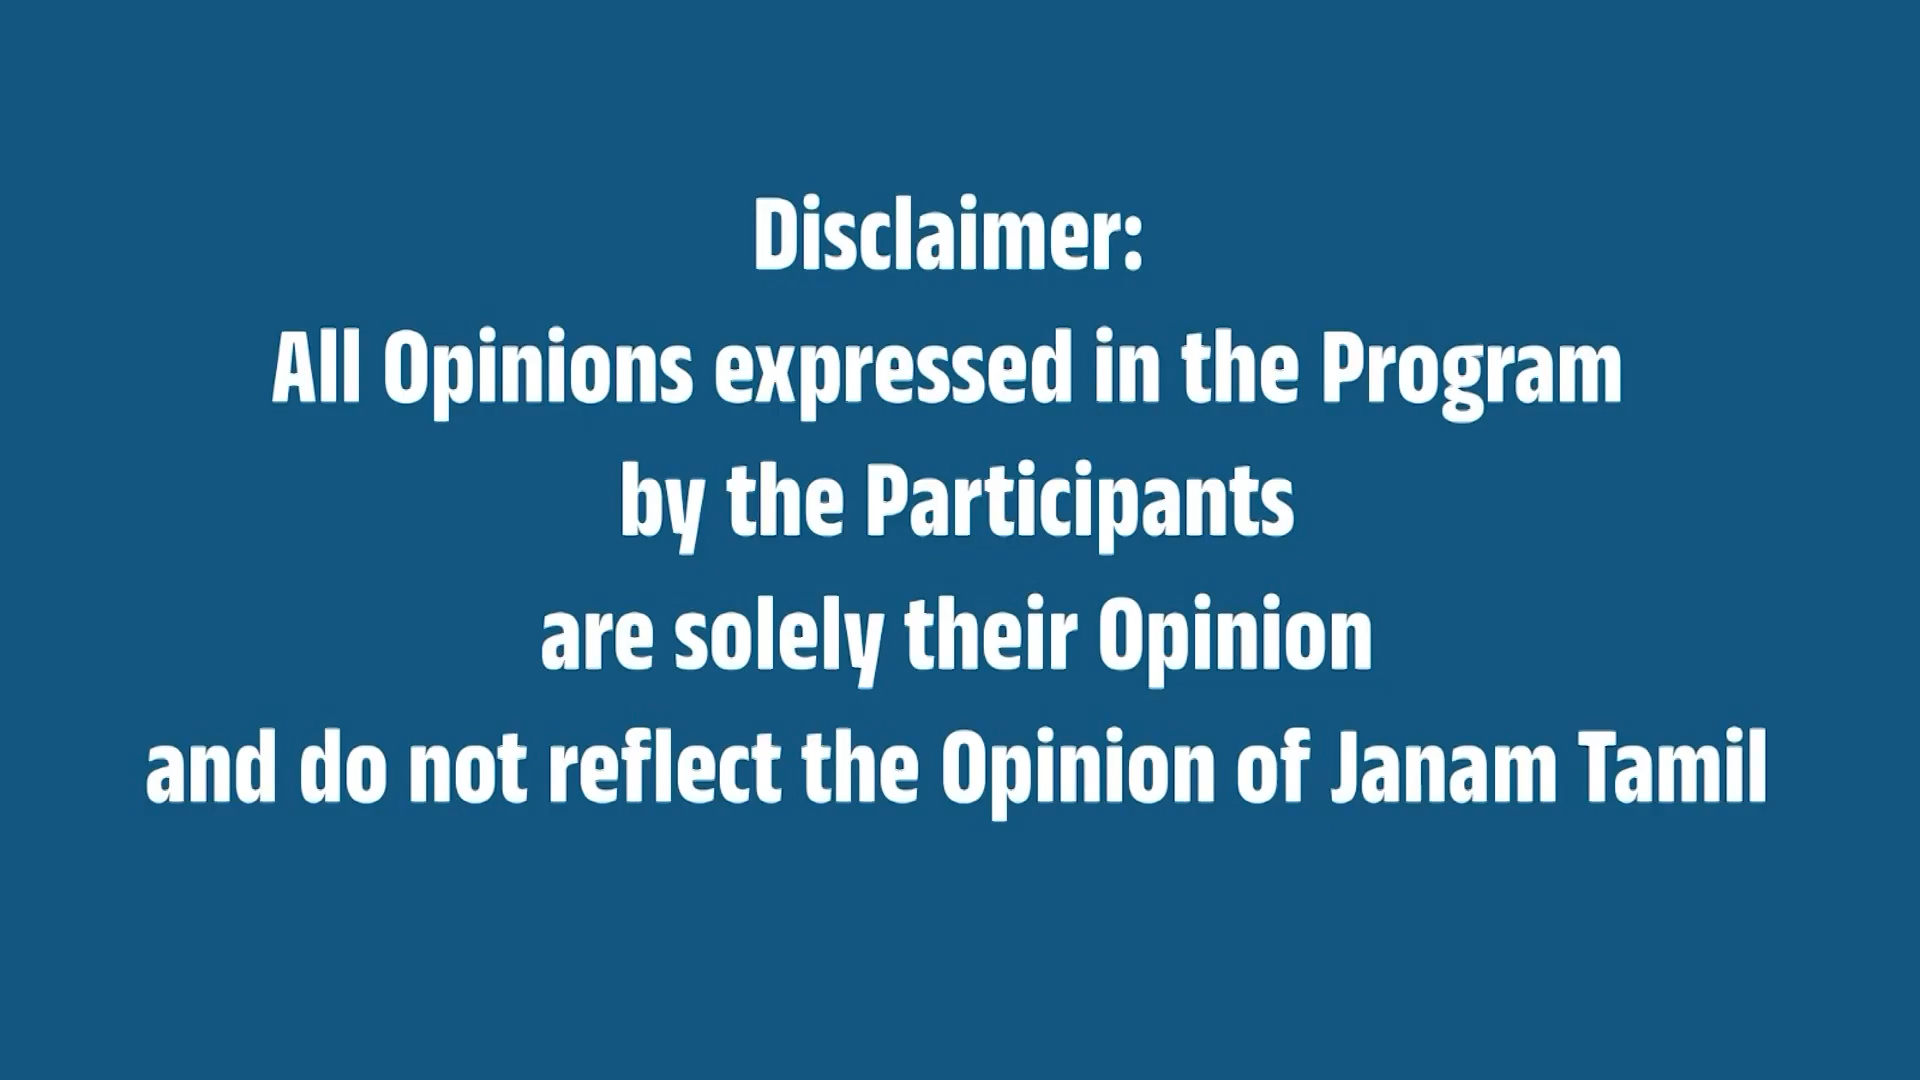 Disclaimer:
All Opinions expressed in the Program
by the Participants
are solely their Opinion
and do not reflect the Opinion of Janam Tamil